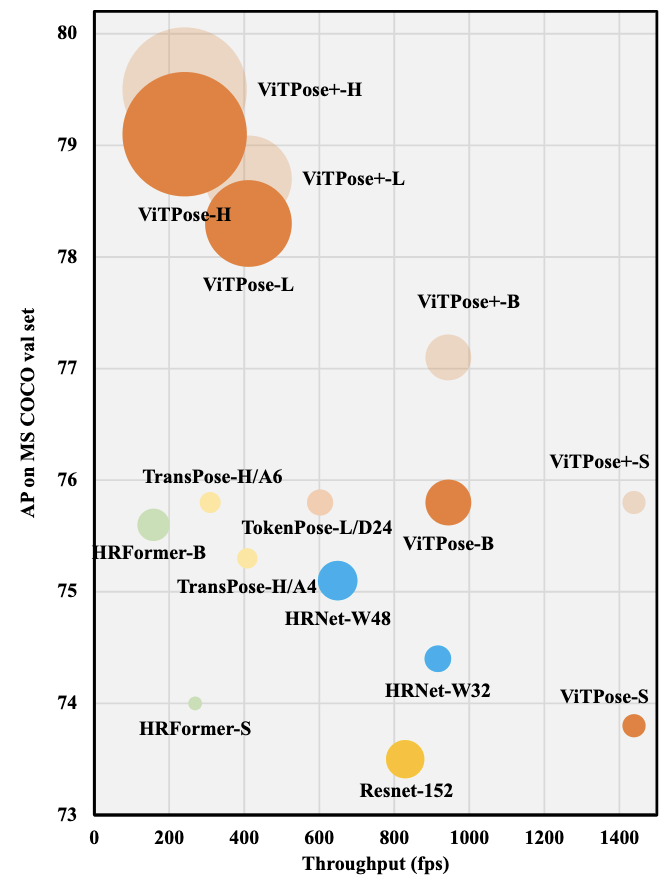 80
79
78
77
76
75
74
73
AP on MS COCO val set
ViTPose+-H
ViTPose+-L
ViTPose-H
ViTPose-L
ViTPose+-B
ViTPose+-S
TransPose-H/A6
TokenPose-L/D24
ViTPose-B
HRFormer-B
TransPose-H/A4
HRNet-W48
HRNet-W32
ViTPose-S
HRFormer-S
Resnet-152
0 200 400 600 800 1000 1200 1400
Throughput (fps)